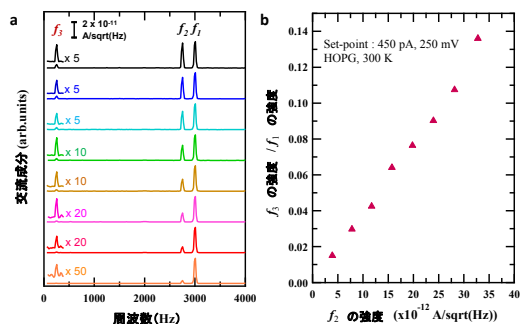 a
f3
2 x 10-11
A/sqrt(Hz)
f2 f1
x 5
x 5
x 5
x 10
x 10
x 20
x 20
x 50
交流成分 (arb.units)
0 1000 2000 3000 4000
周波数(Hz)
b
Set-point : 450 pA, 250 mV
HOPG, 300 K
0.14
0.12
0.10
0.08
0.06
0.04
0.02
0.00
f3 の強度 / f1 の強度
0 5 10 15 20 25 30 35 40
f2 の強度 (x10-12 A/sqrt(Hz))